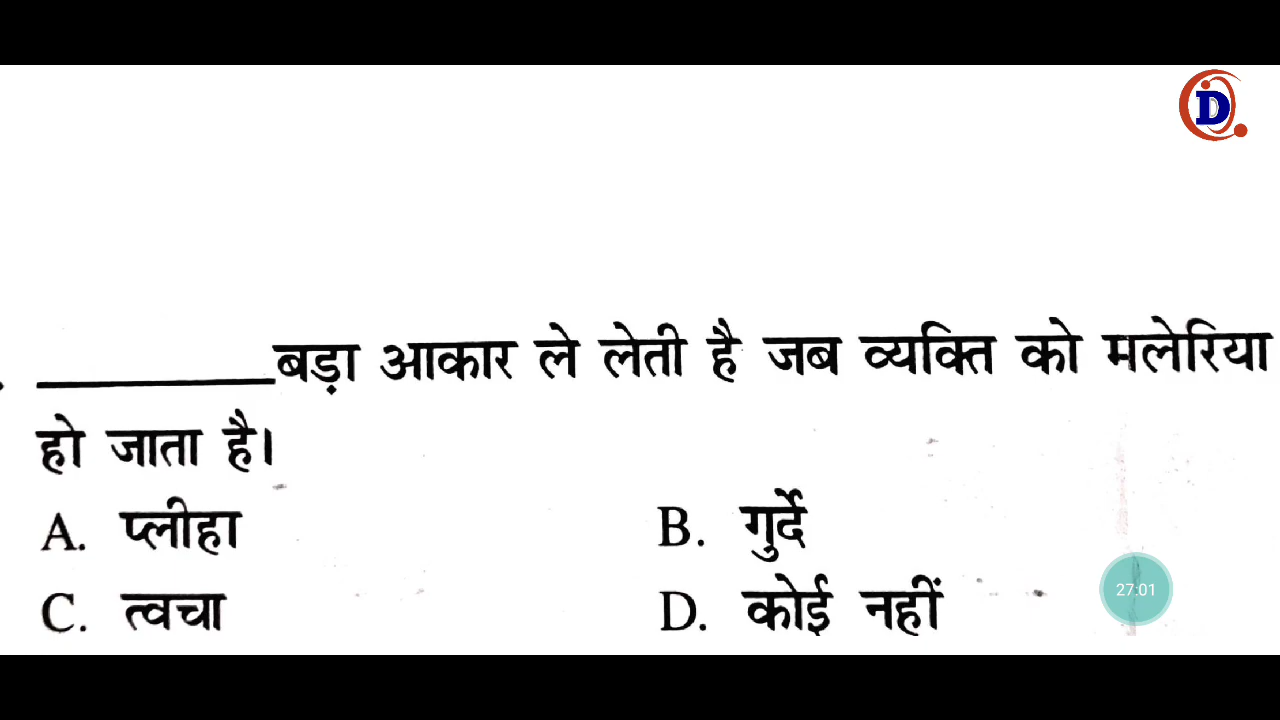 D
________बड़ा आकार ले लेती है जब व्यक्ति को मलेरिया
हो जाता है।
A. प्लीहा
B. गुर्दे
C. त्वचा
D. कोई नहीं
27:01